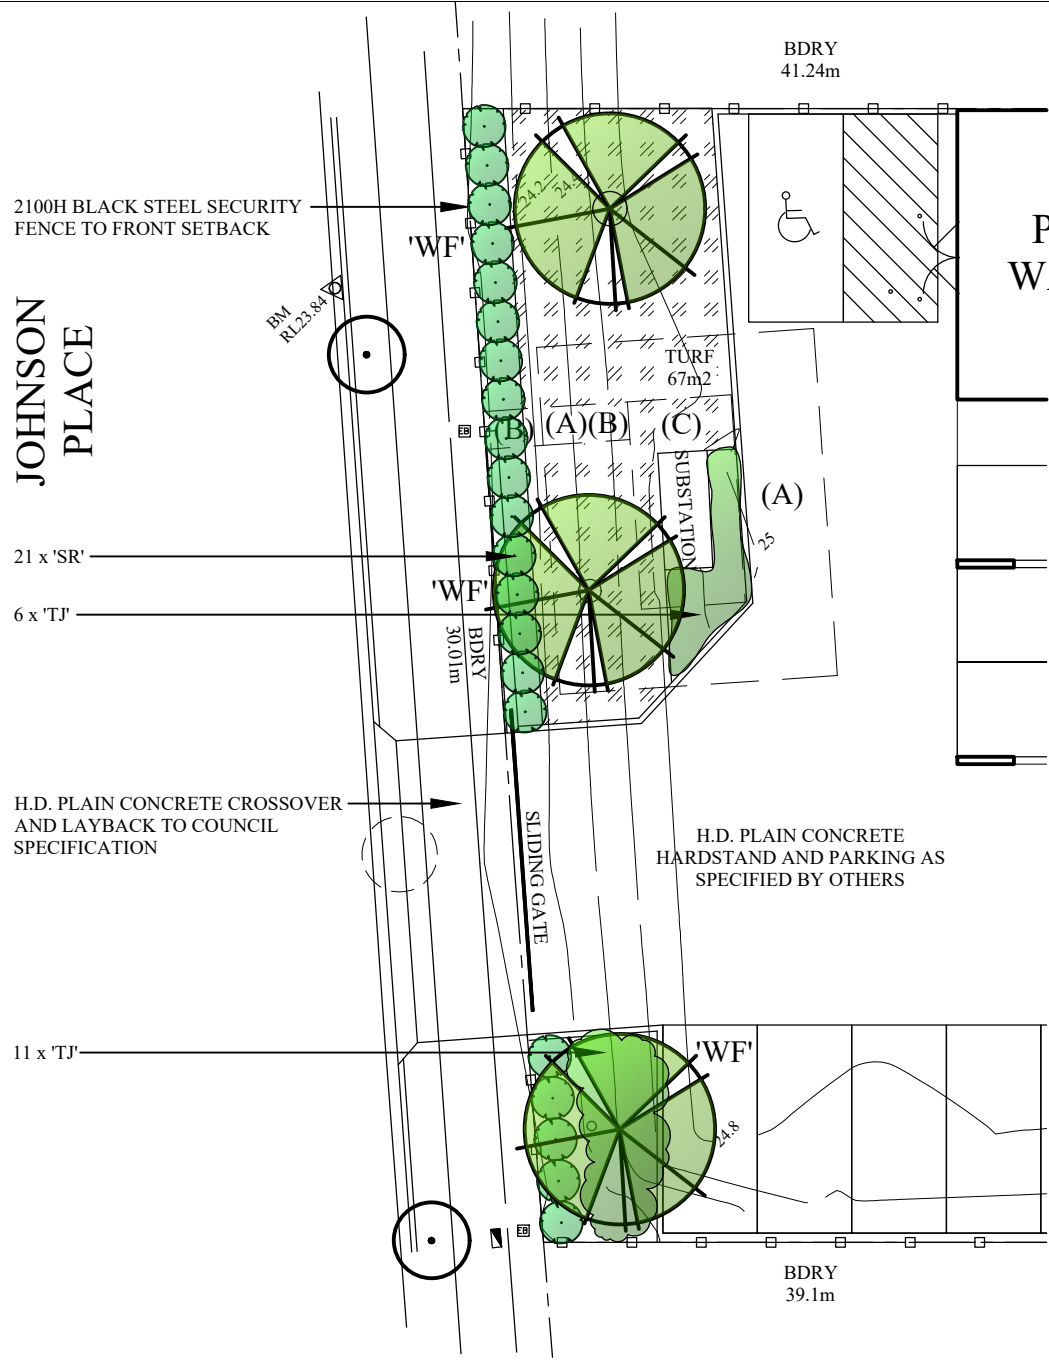 BDRY
41.24m
2100H BLACK STEEL SECURITY
FENCE TO FRONT SETBACK
'WF'
24.2
24.5
BM
RL23.84
JOHNSON
PLACE
TURF
67m2
EB
(B)
(A)
(B)
(C)
SUBSTATION
(A)
25
21 x 'SR'
'WF'
6 x 'TJ'
BDRY
30.01m
H.D. PLAIN CONCRETE CROSSOVER
AND LAYBACK TO COUNCIL
SPECIFICATION
SLIDING GATE
H.D. PLAIN CONCRETE
HARDSTAND AND PARKING AS
SPECIFIED BY OTHERS
11 x 'TJ'
'WF'
24.8
EB
BDRY
39.1m